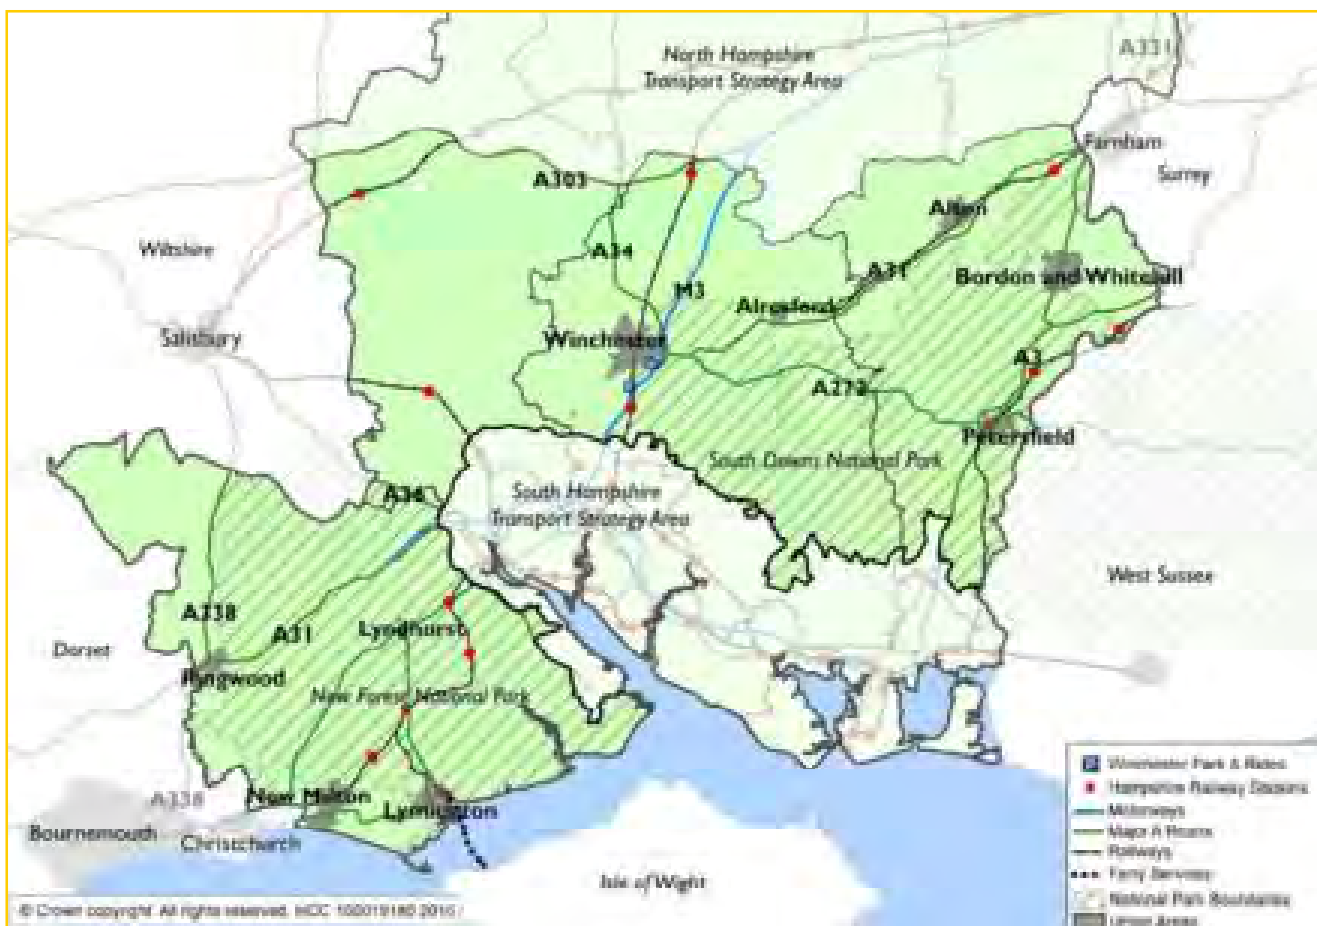 North Hampshire
Transport Strategy Area
A331
Farnham
Surrey
A303
Alton
Wiltshire
A34
A31
Bordon and Whitehill
M3
Alresford
Salisbury
Winchester
A3
A272
Petersfield
South Downs National Park
A36
South Hampshire
Transport Strategy Area
West Sussex
A338
A31
Lyndhurst
Dorset
Ringwood
New Forest National Park
A338
New Milton
Lymington
Bournemouth
Christchurch
Isle of Wight
Winchester Park & Rides
Hampshire Railway Stations
Motorways
Major A Roads
Railways
Ferry Services
National Park Boundaries
Urban Areas
© Crown copyright. All rights reserved. HCC 100019180 2010